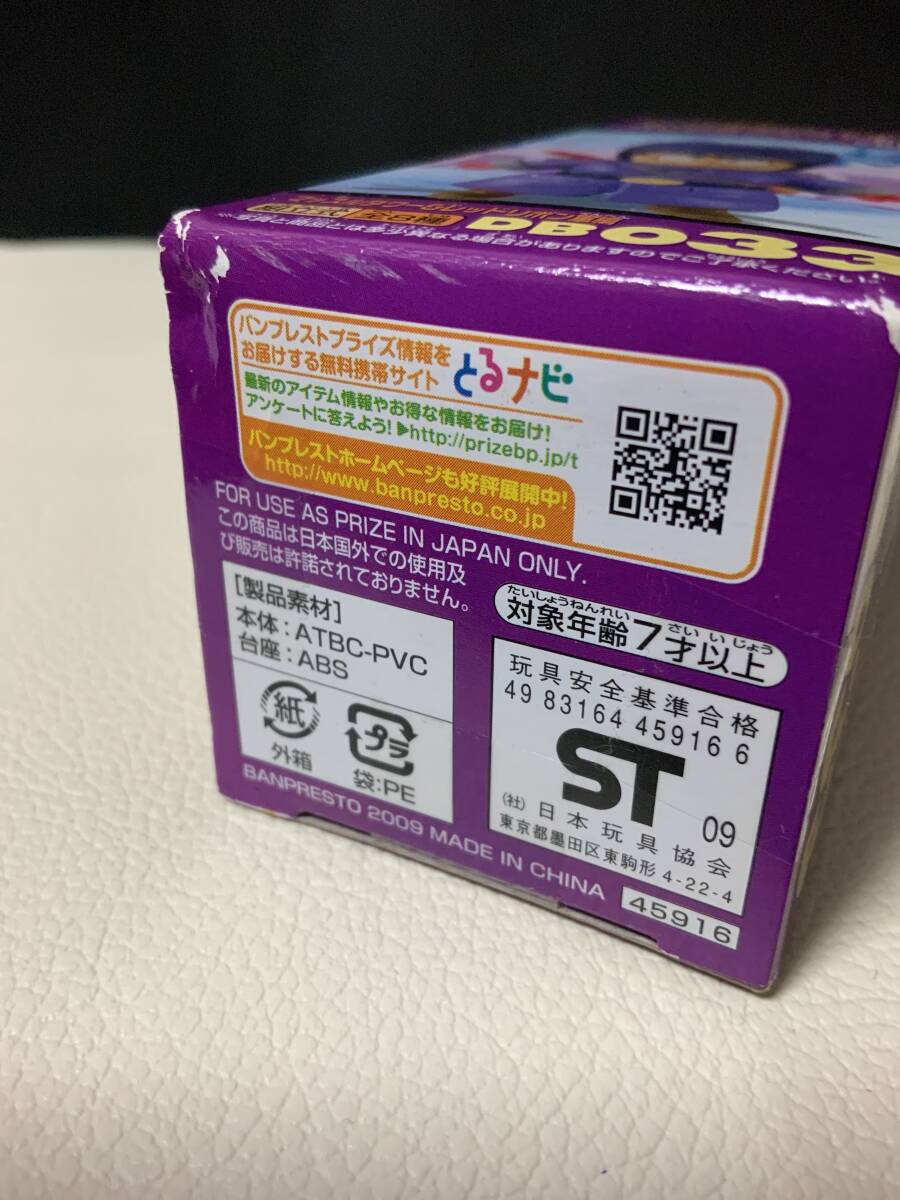 全8種
DB033
※写真と商品とは多少異なる場合がありますのでご了承ください。
バンプレストプライズ情報を
お届けする無料携帯サイト
とるナビ
最新のアイテム情報やお得な情報をお届け!
アンケートに答えよう!▶http://prizebp.jp/t
バンプレストホームページも好評展開中!
http://www.banpresto.co.jp
FOR USE AS PRIZE IN JAPAN ONLY.
この商品は日本国外での使用及
び販売は許諾されておりません。
[製品素材]
本体:ATBC-PVC
台座:ABS
紙
外箱
プラ
袋:PE
たいしょうねんれい さい いじょう
対象年齢7才以上
玩具安全基準合格
49 83164 45916 6
ST
09
(社)日本玩具協会
東京都墨田区東駒形 4-22-4
BANPRESTO 2009 MADE IN CHINA
45916